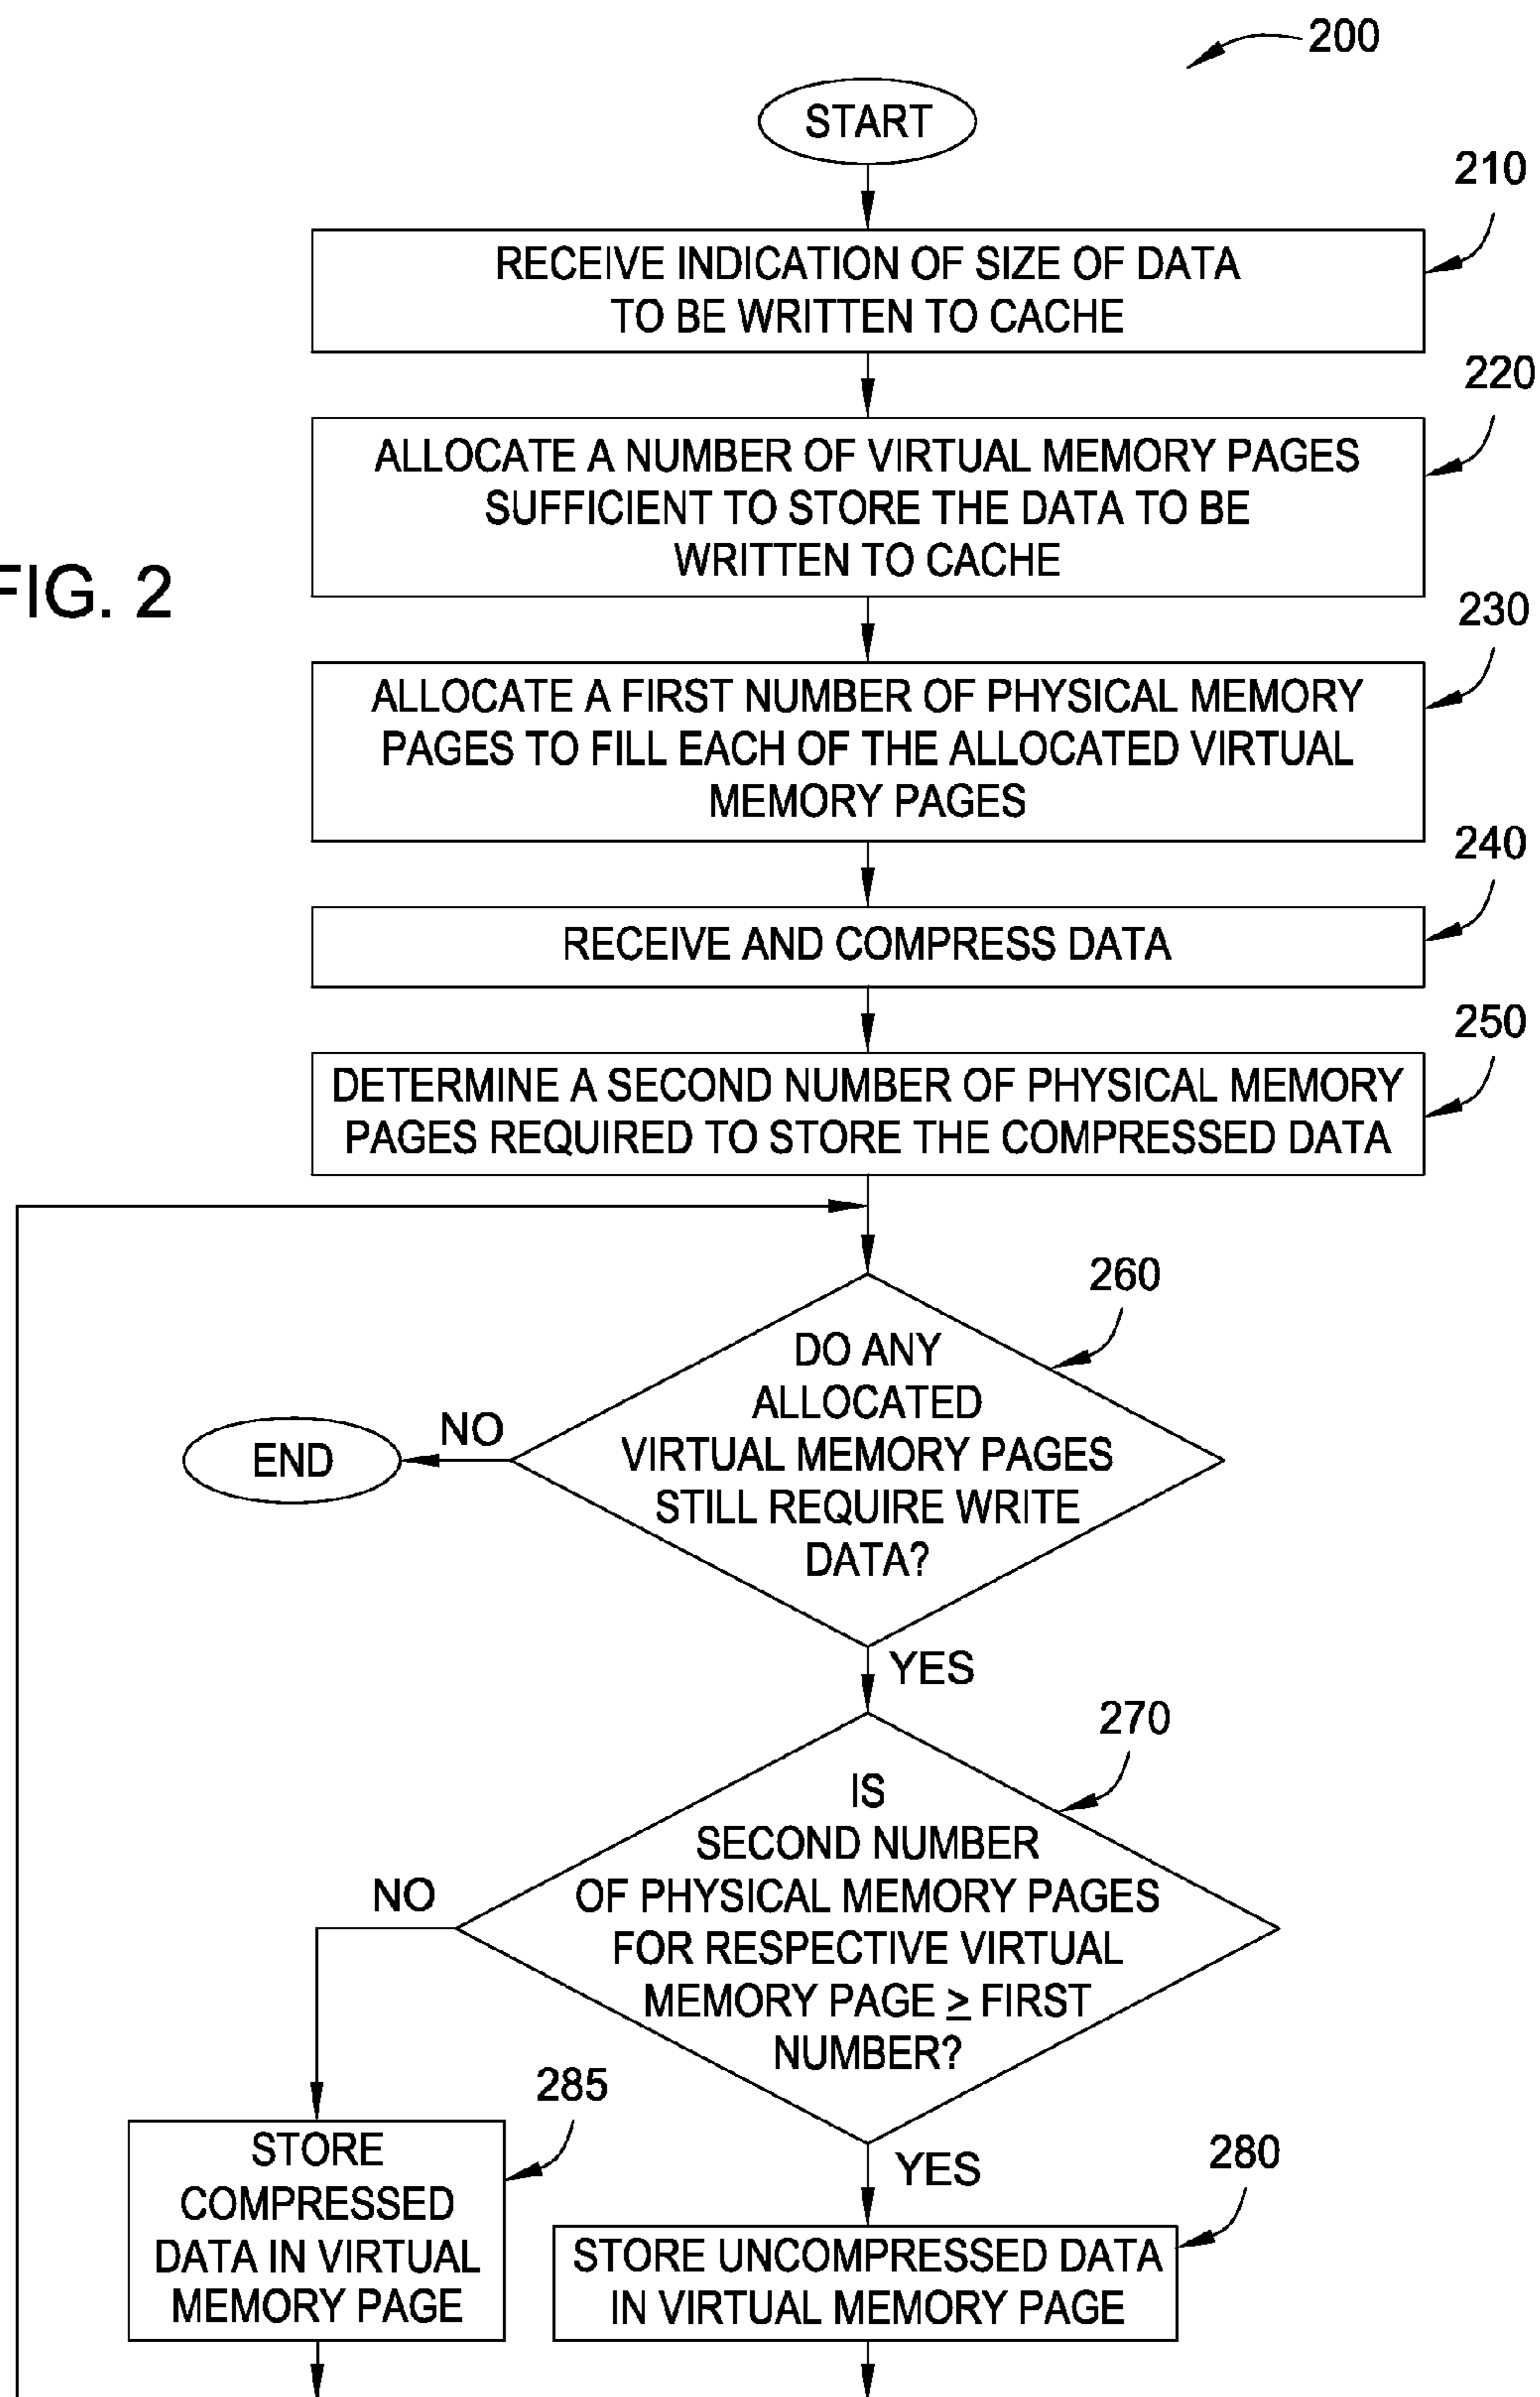 200
START
210
RECEIVE INDICATION OF SIZE OF DATA
TO BE WRITTEN TO CACHE
220
ALLOCATE A NUMBER OF VIRTUAL MEMORY PAGES
SUFFICIENT TO STORE THE DATA TO BE
WRITTEN TO CACHE
FIG. 2
230
ALLOCATE A FIRST NUMBER OF PHYSICAL MEMORY
PAGES TO FILL EACH OF THE ALLOCATED VIRTUAL
MEMORY PAGES
240
RECEIVE AND COMPRESS DATA
250
DETERMINE A SECOND NUMBER OF PHYSICAL MEMORY
PAGES REQUIRED TO STORE THE COMPRESSED DATA
260
DO ANY
ALLOCATED
VIRTUAL MEMORY PAGES
STILL REQUIRE WRITE
DATA?
NO
END
YES
270
IS
SECOND NUMBER
OF PHYSICAL MEMORY PAGES
FOR RESPECTIVE VIRTUAL
MEMORY PAGE ≥ FIRST
NUMBER?
NO
285
STORE
COMPRESSED
DATA IN VIRTUAL
MEMORY PAGE
YES
280
STORE UNCOMPRESSED DATA
IN VIRTUAL MEMORY PAGE